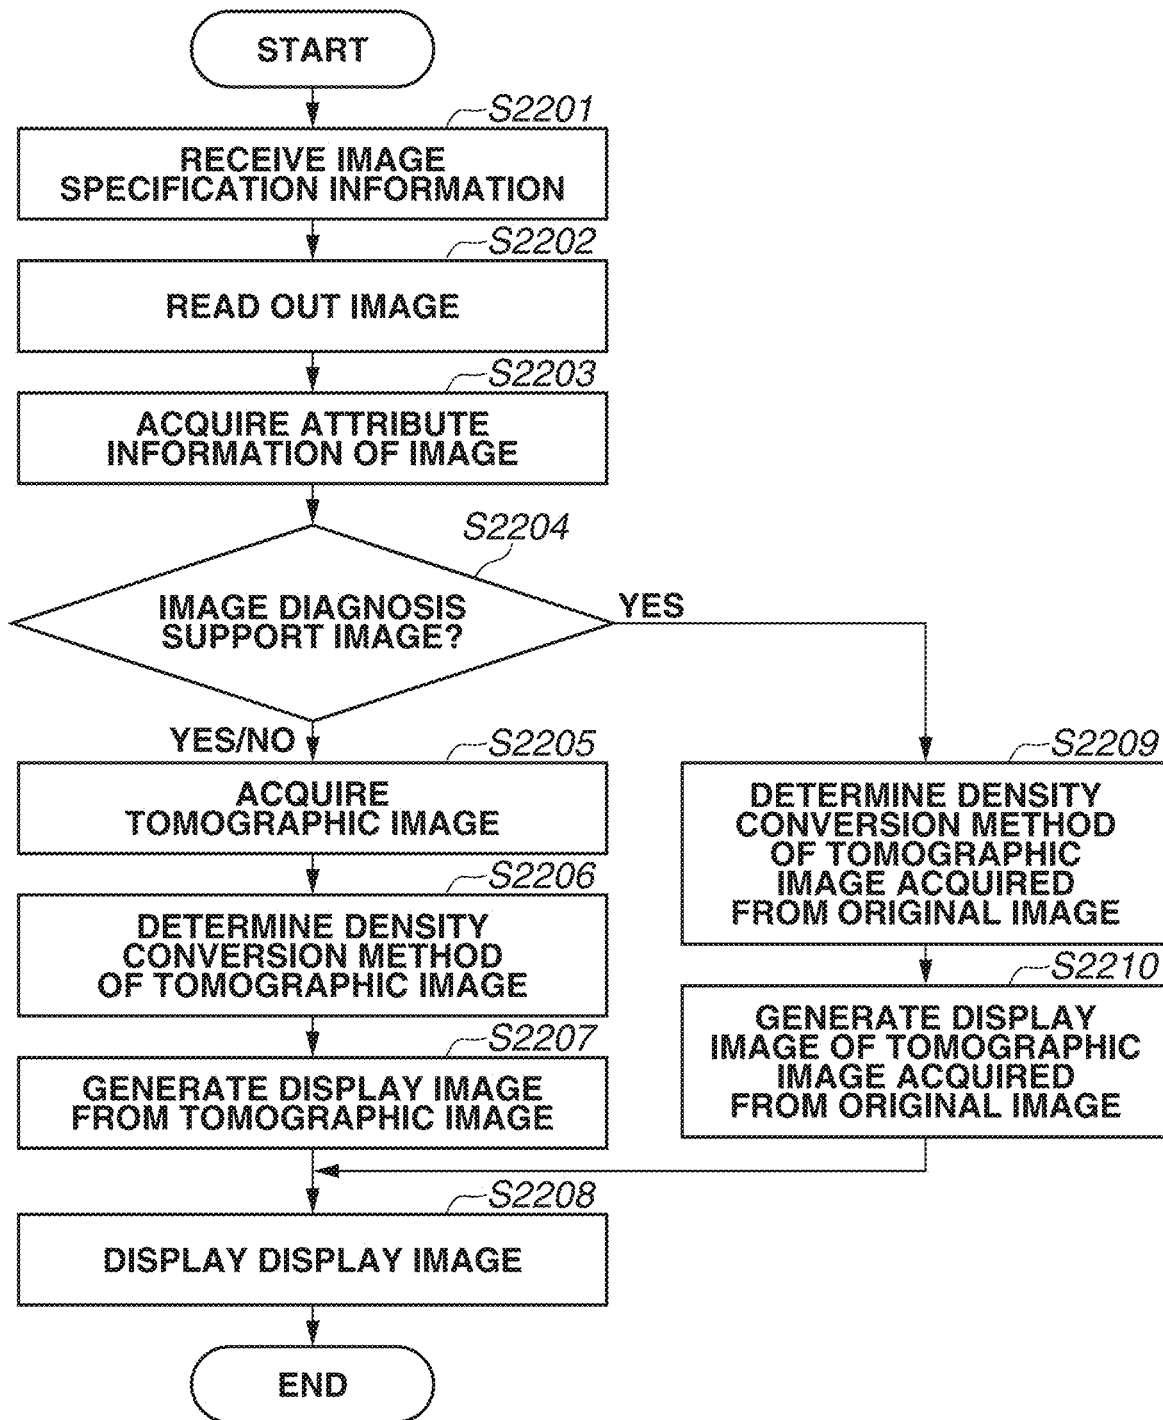 START
S2201
RECEIVE IMAGE
SPECIFICATION INFORMATION
S2202
READ OUT IMAGE
S2203
ACQUIRE ATTRIBUTE
INFORMATION OF IMAGE
S2204
IMAGE DIAGNOSIS
SUPPORT IMAGE?
YES
YES/NO
S2205
ACQUIRE
TOMOGRAPHIC IMAGE
S2206
DETERMINE DENSITY
CONVERSION METHOD
OF TOMOGRAPHIC IMAGE
S2207
GENERATE DISPLAY IMAGE
FROM TOMOGRAPHIC IMAGE
S2209
DETERMINE DENSITY
CONVERSION METHOD
OF TOMOGRAPHIC
IMAGE ACQUIRED
FROM ORIGINAL IMAGE
S2210
GENERATE DISPLAY
IMAGE OF TOMOGRAPHIC
IMAGE ACQUIRED
FROM ORIGINAL IMAGE
S2208
DISPLAY DISPLAY IMAGE
END